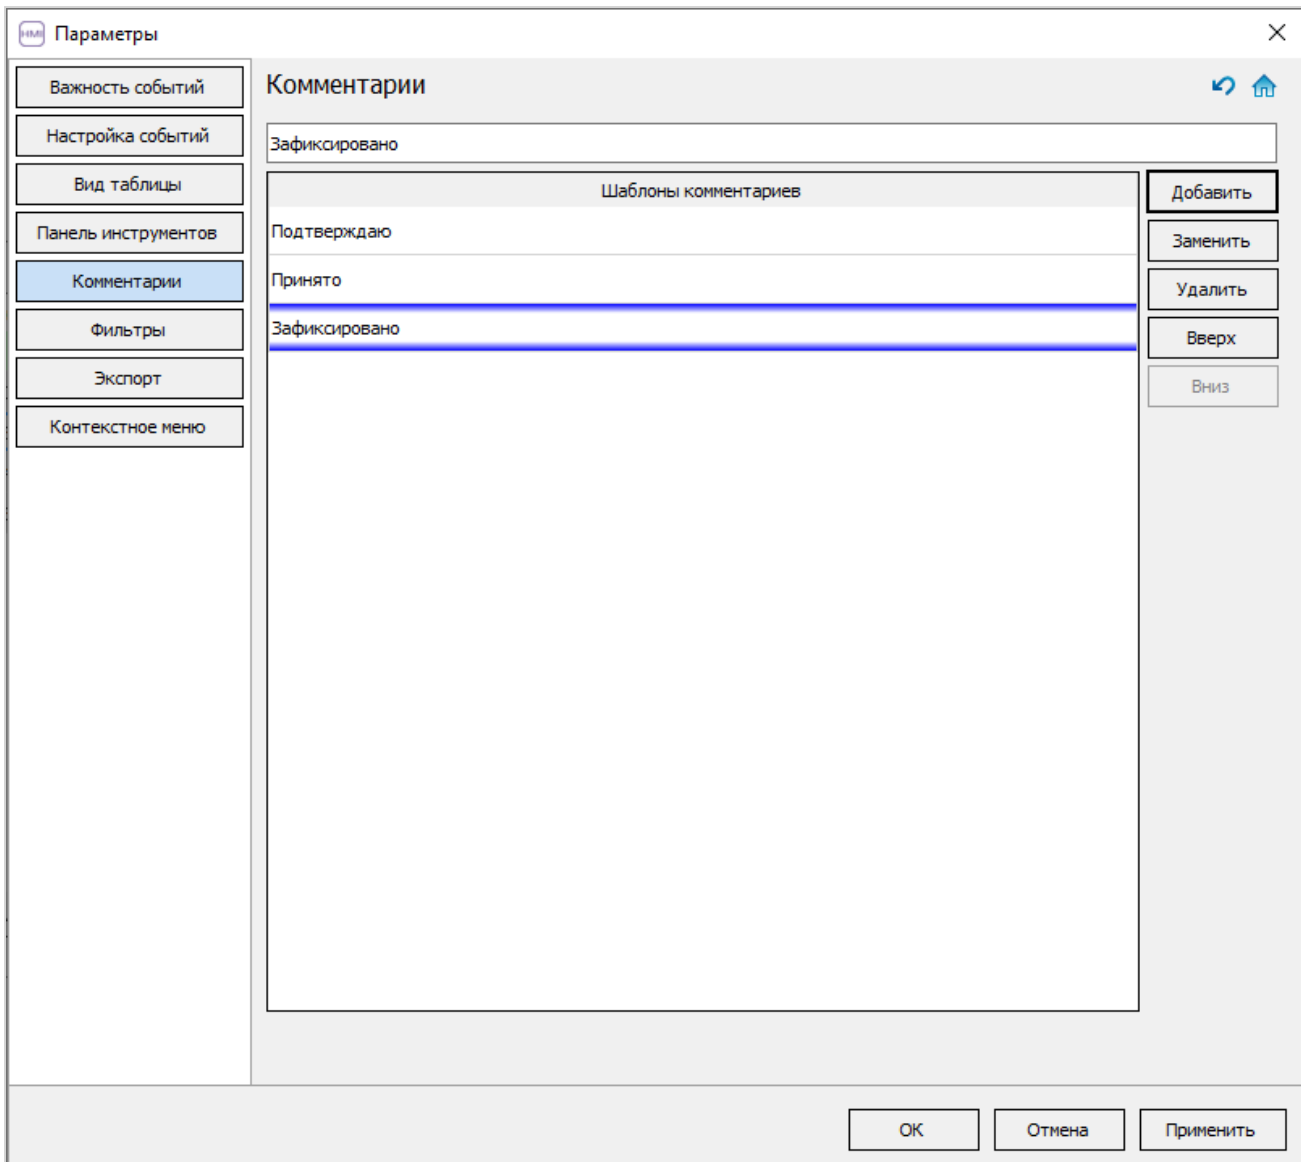 HMI Параметры
Важность событий
Настройка событий
Вид таблицы
Панель инструментов
Комментарии
Фильтры
Экспорт
Контекстное меню
Комментарии
Зафиксировано
Шаблоны комментариев
Подтверждаю
Принято
Зафиксировано
Добавить
Заменить
Удалить
Вверх
Вниз
ОК
Отмена
Применить